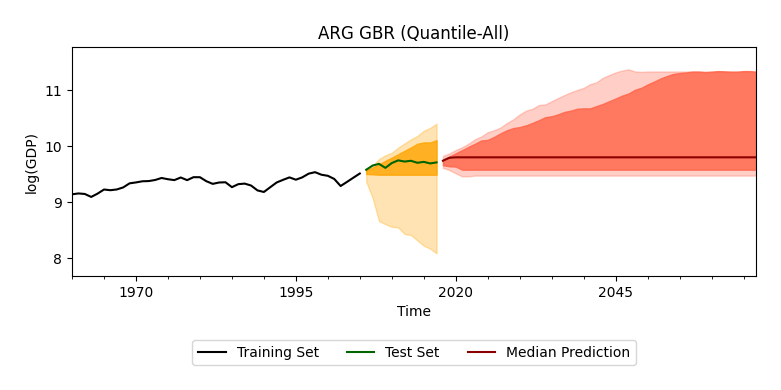 ARG GBR (Quantile-All)
log(GDP)
11
10
9
8
1970
1995
2020
2045
Time
Training Set
Test Set
Median Prediction